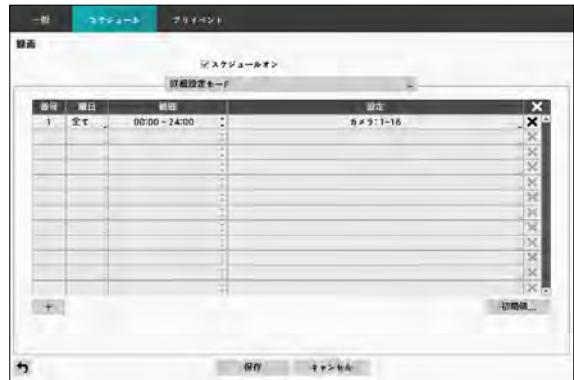 一般 スケジュール プリイベント
録画
スケジュールオン
詳細設定モード
番号 曜日 範囲 設定
1 全て 00:00 ~ 24:00 カメラ:1-16
+ 初期値...
保存 キャンセル